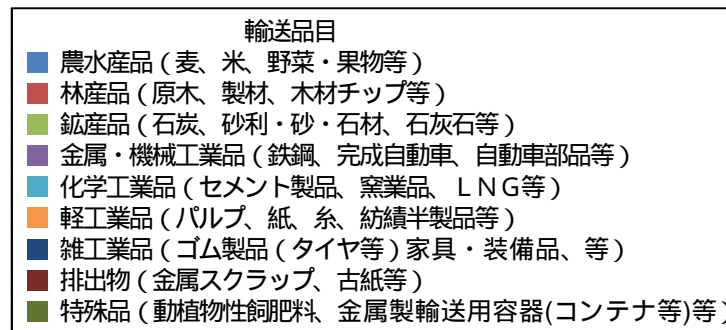 輸送品目
農水産品（麦、米、野菜・果物等）
林産品（原木、製材、木材チップ等）
鉱産品（石炭、砂利・砂・石材、石灰石等）
金属・機械工業品（鉄鋼、完成自動車、自動車部品等）
化学工業品（セメント製品、窯業品、ＬＮＧ等）
軽工業品（パルプ、紙、糸、紡績半製品等）
雑工業品（ゴム製品（タイヤ等）家具・装備品、等）
排出物（金属スクラップ、古紙等）
特殊品（動植物性飼肥料、金属製輸送用容器(コンテナ等)等）